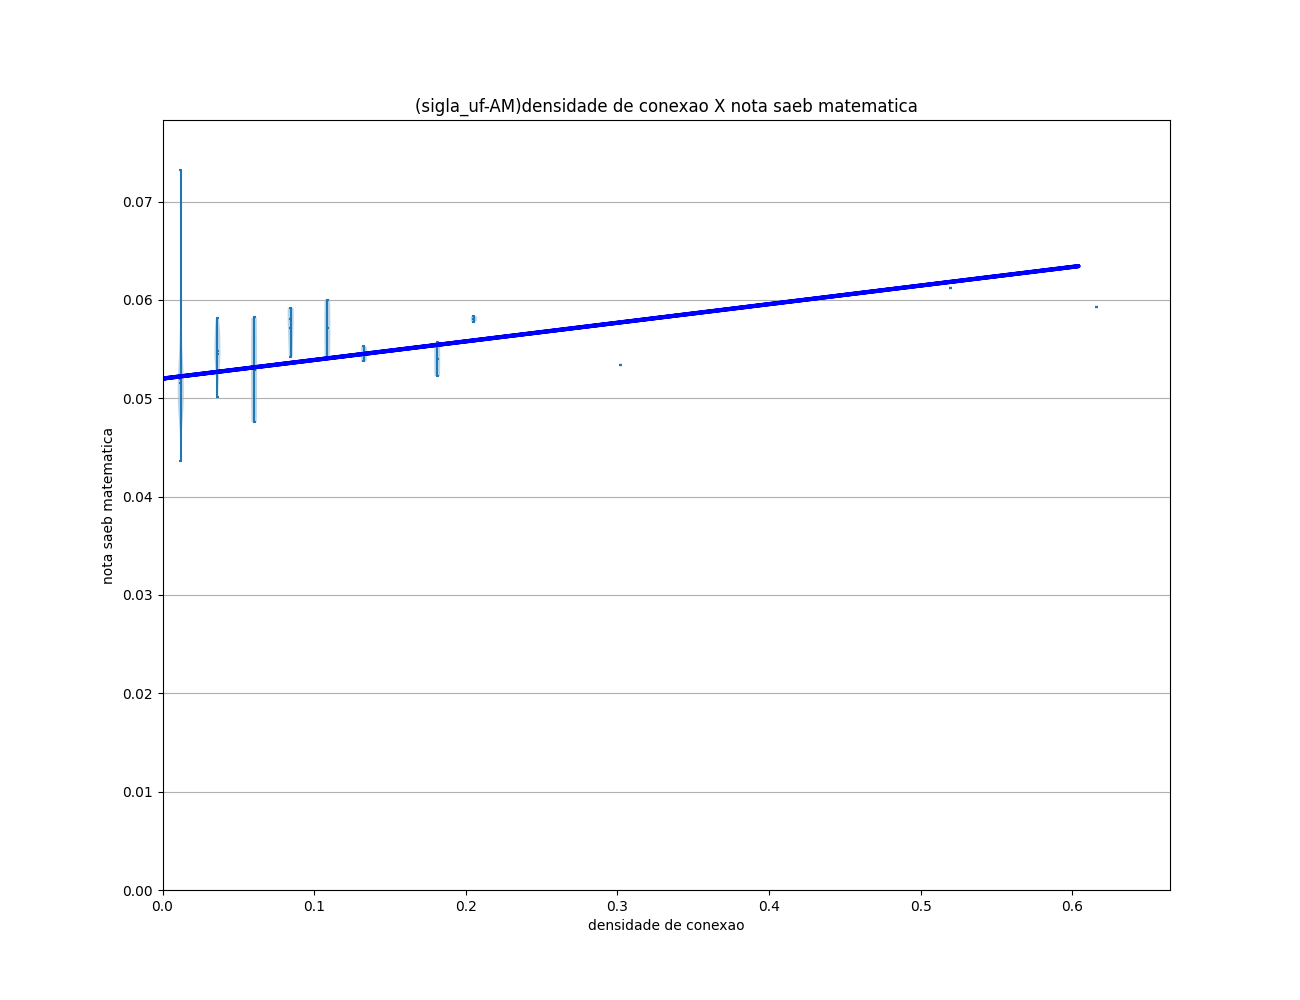 (sigla_uf-AM)densidade de conexao X nota saeb matematica
0.07
0.06
0.05
0.04
0.03
0.02
0.01
0.00
nota saeb matematica
0.0 0.1 0.2 0.3 0.4 0.5 0.6
densidade de conexao